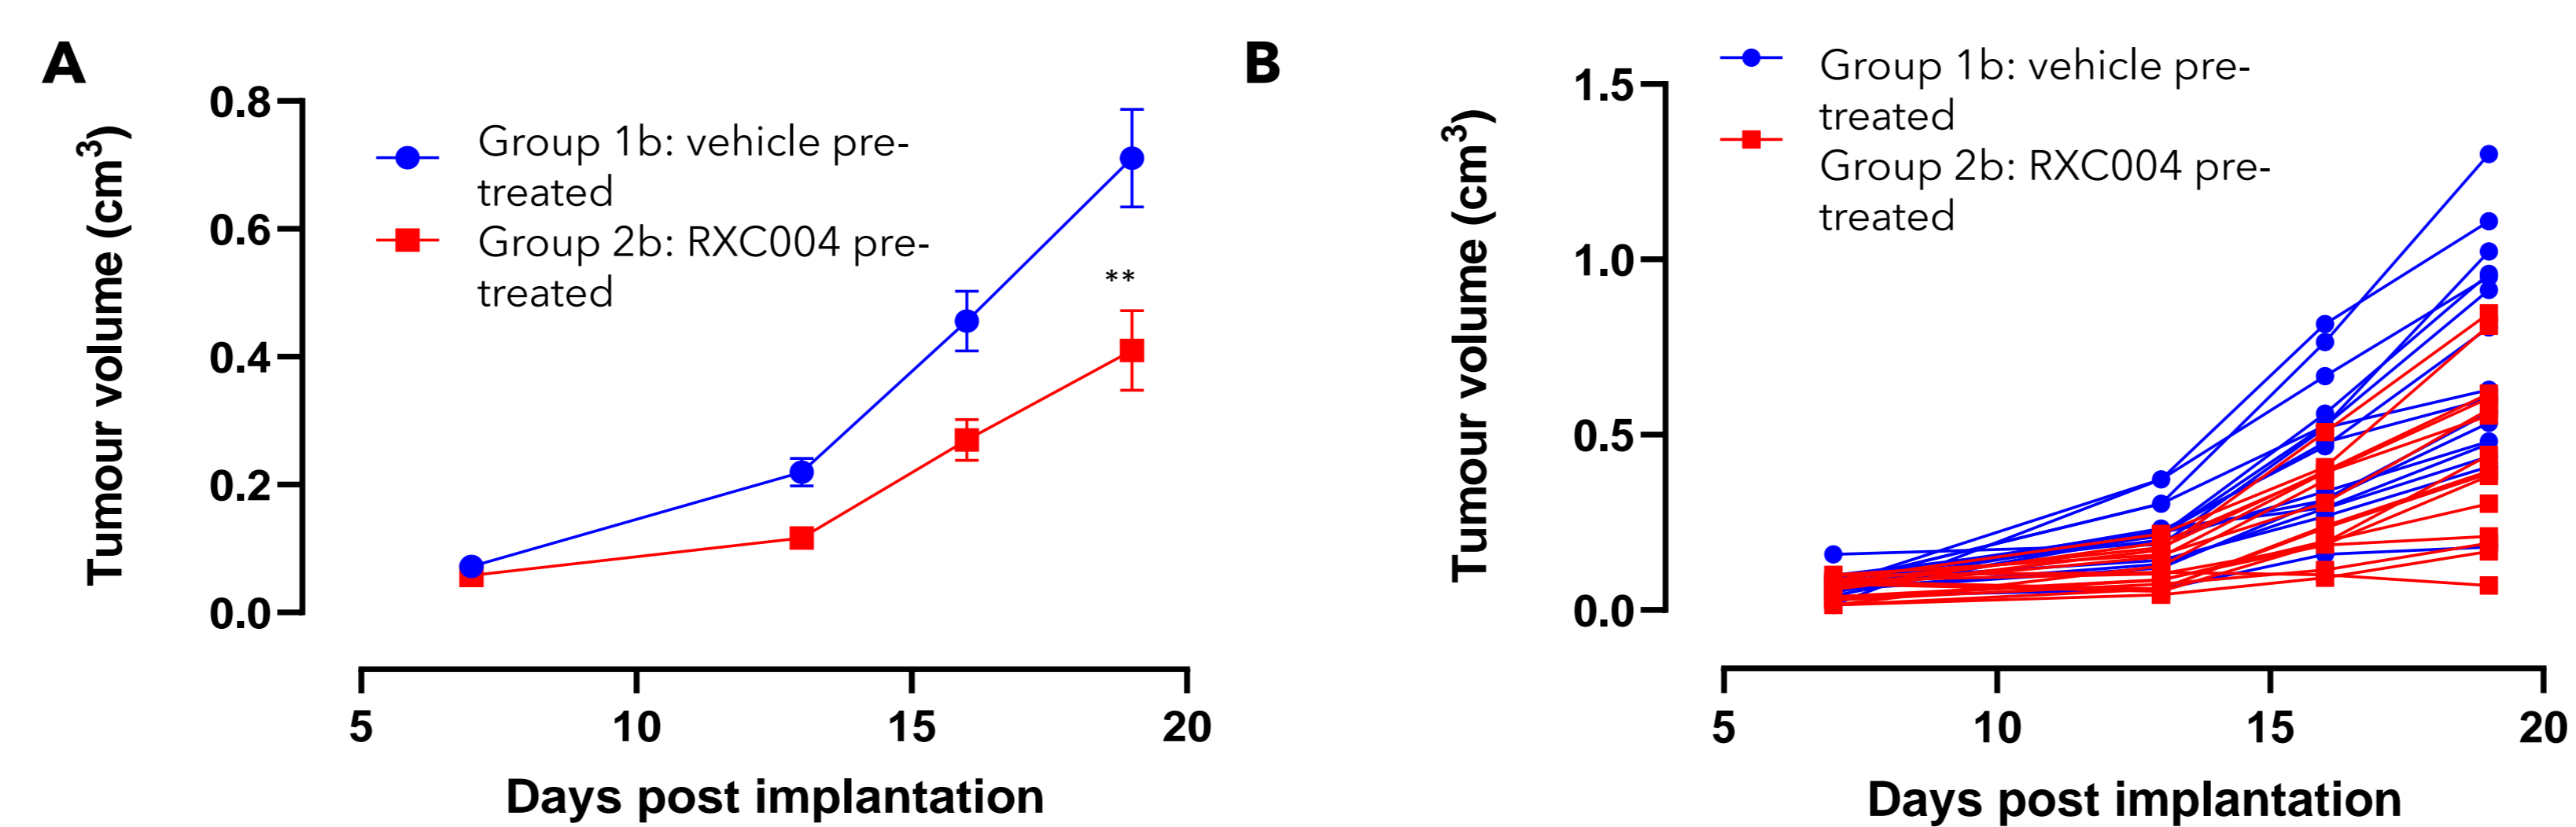 A
Tumour volume (cm³)
0.8
0.6
0.4
0.2
0.0
Group 1b: vehicle pre-
treated
Group 2b: RXC004 pre-
treated
**
5 10 15 20
Days post implantation
B
Tumour volume (cm³)
1.5
1.0
0.5
0.0
Group 1b: vehicle pre-
treated
Group 2b: RXC004 pre-
treated
5 10 15 20
Days post implantation